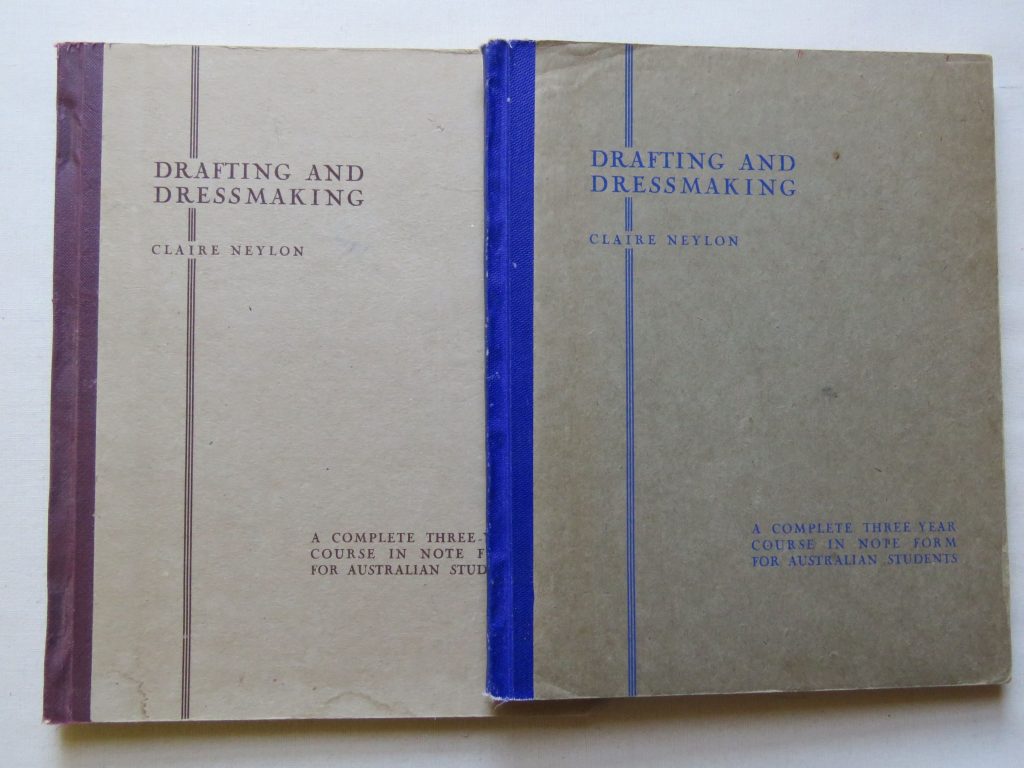 DRAFTING AND
DRESSMAKING
CLAIRE NEYLON
A COMPLETE THREE-
COURSE IN NOTE F
FOR AUSTRALIAN STUD
DRAFTING AND
DRESSMAKING
CLAIRE NEYLON
A COMPLETE THREE YEAR
COURSE IN NOTE FORM
FOR AUSTRALIAN STUDENTS